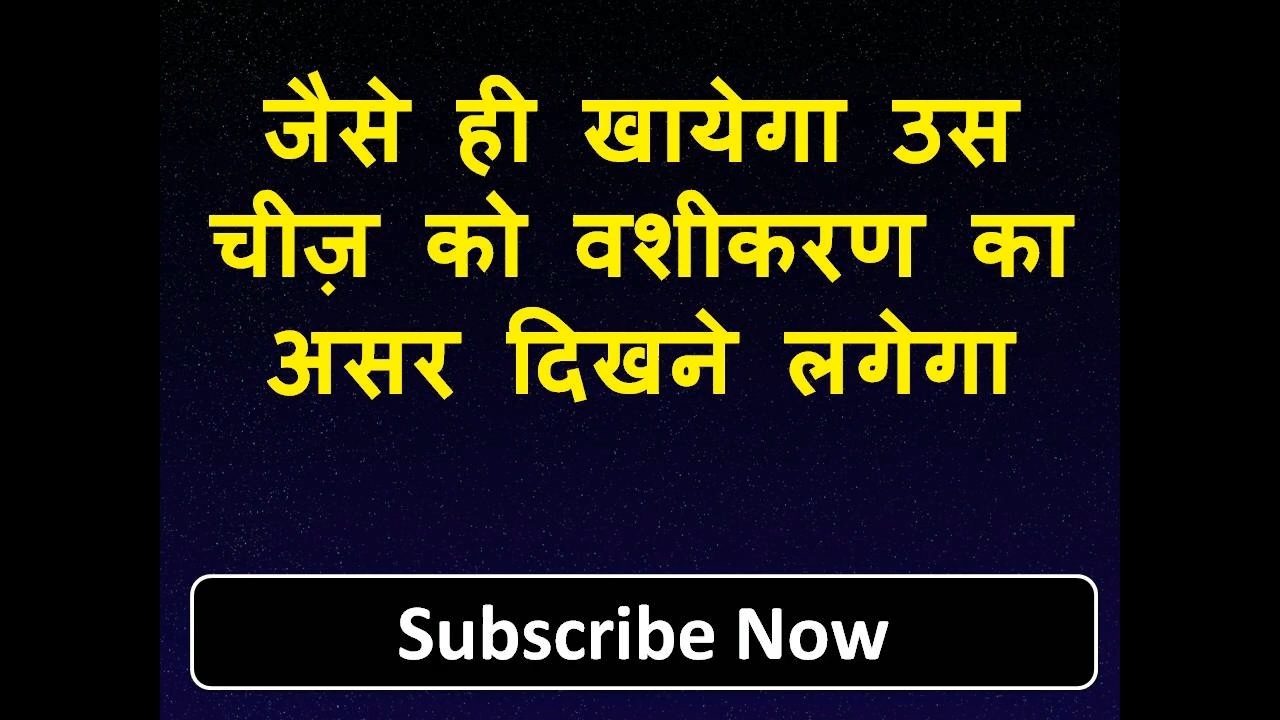 जैसे ही खायेगा उस
चीज़ को वशीकरण का
असर दिखने लगेगा
Subscribe Now